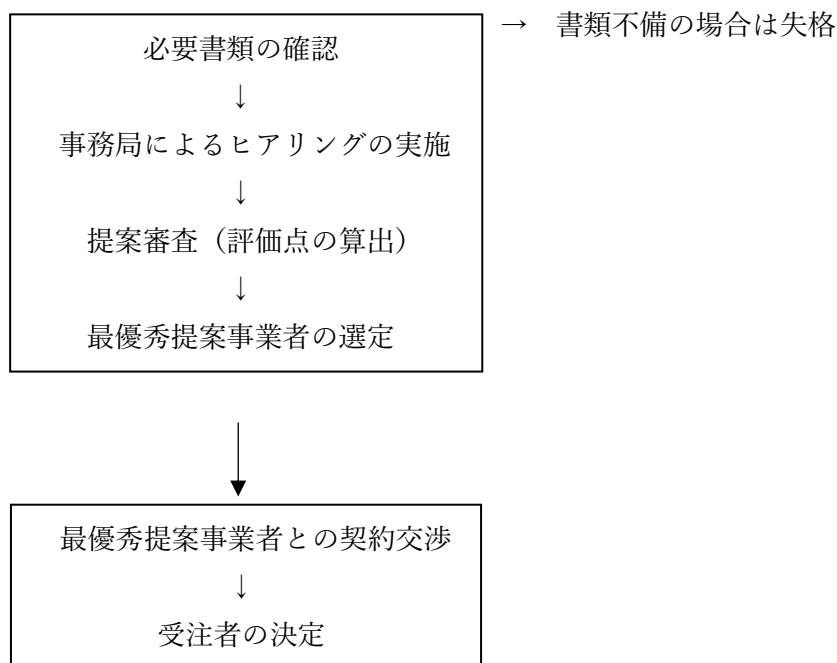 必要書類の確認 → 書類不備の場合は失格
↓
事務局によるヒアリングの実施
↓
提案審査（評価点の算出）
↓
最優秀提案事業者の選定
最優秀提案事業者との契約交渉
↓
受注者の決定